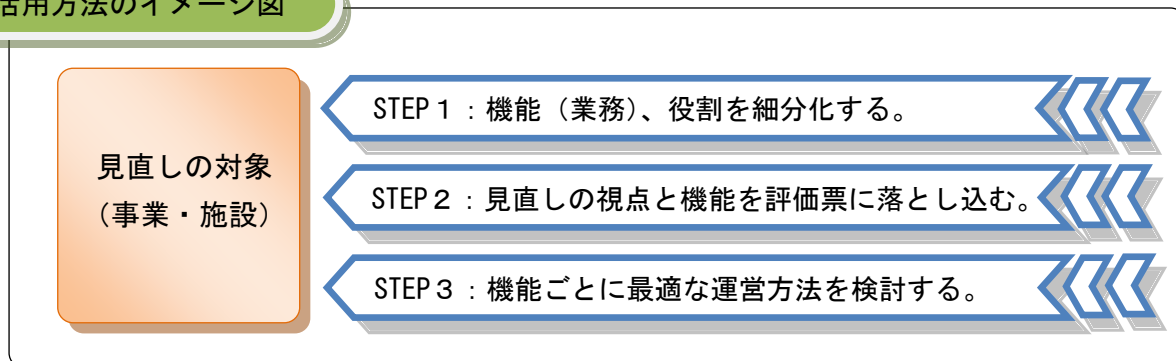 活用方法のイメージ図
見直しの対象
（事業・施設）
STEP１：機能（業務）、役割を細分化する。
STEP２：見直しの視点と機能を評価票に落とし込む。
STEP３：機能ごとに最適な運営方法を検討する。